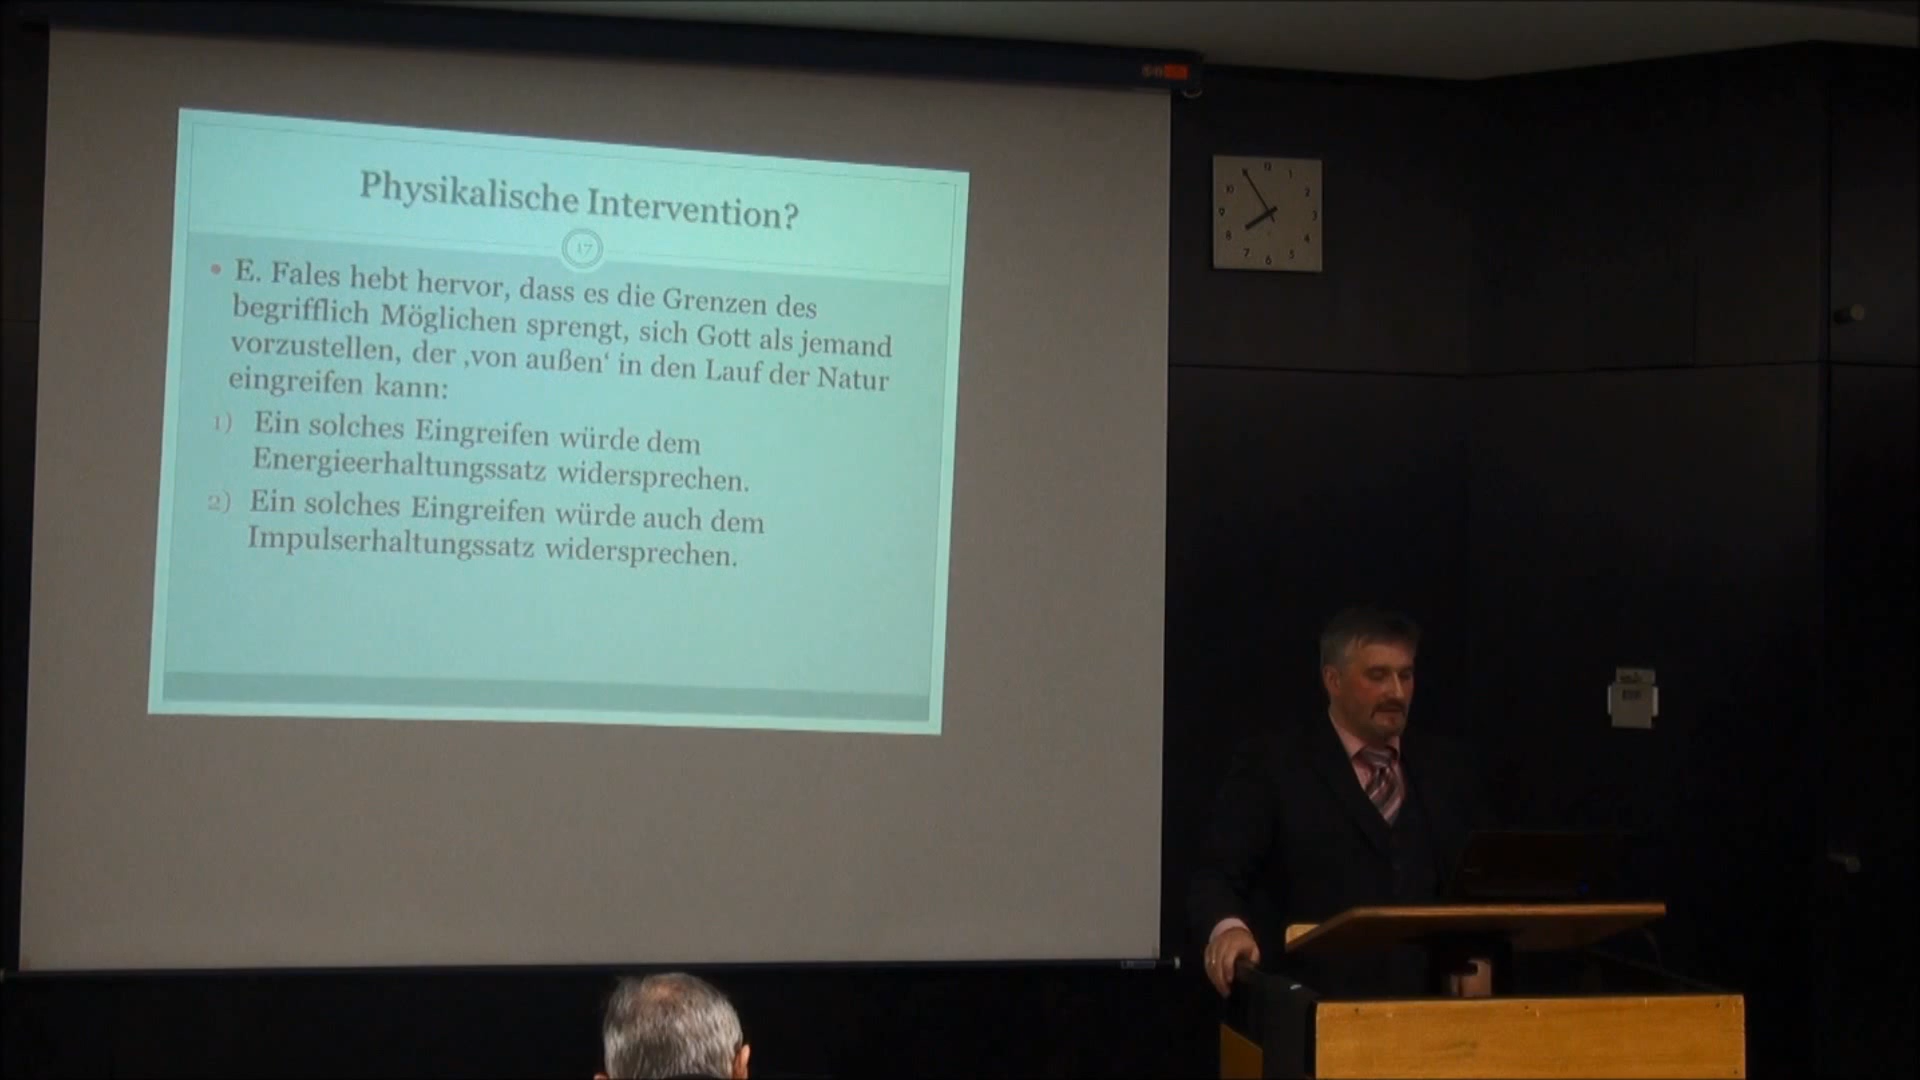 Physikalische Intervention?
17
• E. Fales hebt hervor, dass es die Grenzen des
begrifflich Möglichen sprengt, sich Gott als jemand
vorzustellen, der ‚von außen‘ in den Lauf der Natur
eingreifen kann:
1) Ein solches Eingreifen würde dem
Energieerhaltungssatz widersprechen.
2) Ein solches Eingreifen würde auch dem
Impulserhaltungssatz widersprechen.